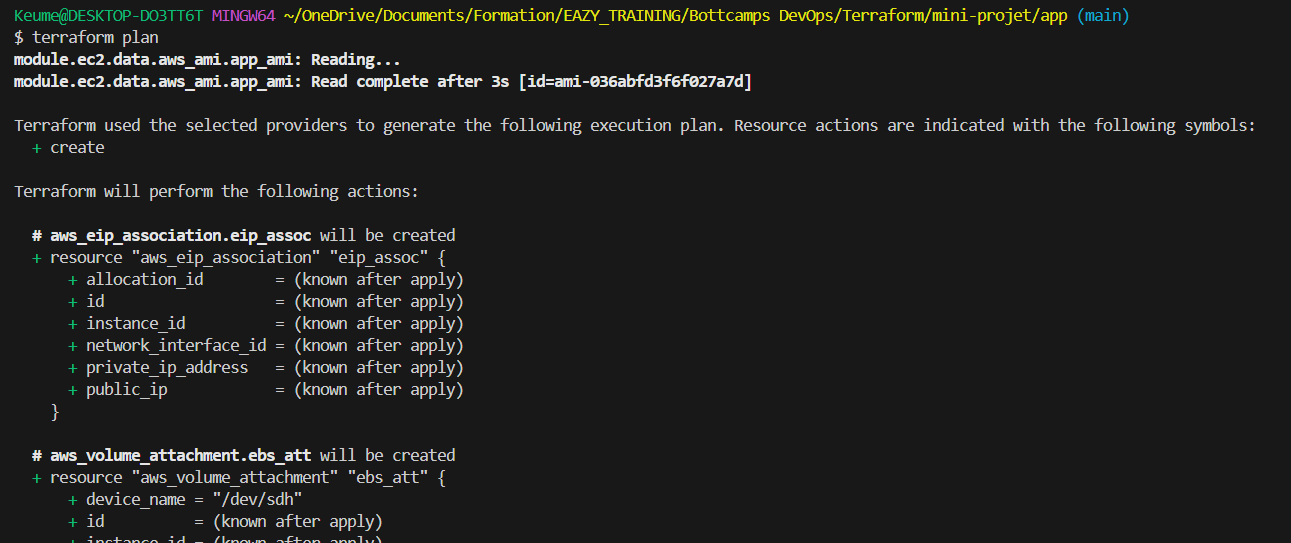 Keume@DESKTOP-DO3TT6T MINGW64 ~/OneDrive/Documents/Formation/EAZY_TRAINING/Bottcamps DevOps/Terraform/mini-projet/app (main)
$ terraform plan
module.ec2.data.aws_ami.app_ami: Reading...
module.ec2.data.aws_ami.app_ami: Read complete after 3s [id=ami-036abfd3f6f027a7d]
Terraform used the selected providers to generate the following execution plan. Resource actions are indicated with the following symbols:
+ create
Terraform will perform the following actions:
# aws_eip_association.eip_assoc will be created
+ resource "aws_eip_association" "eip_assoc" {
+ allocation_id = (known after apply)
+ id = (known after apply)
+ instance_id = (known after apply)
+ network_interface_id = (known after apply)
+ private_ip_address = (known after apply)
+ public_ip = (known after apply)
}
# aws_volume_attachment.ebs_att will be created
+ resource "aws_volume_attachment" "ebs_att" {
+ device_name = "/dev/sdh"
+ id = (known after apply)
+ instance_id = (known after apply)